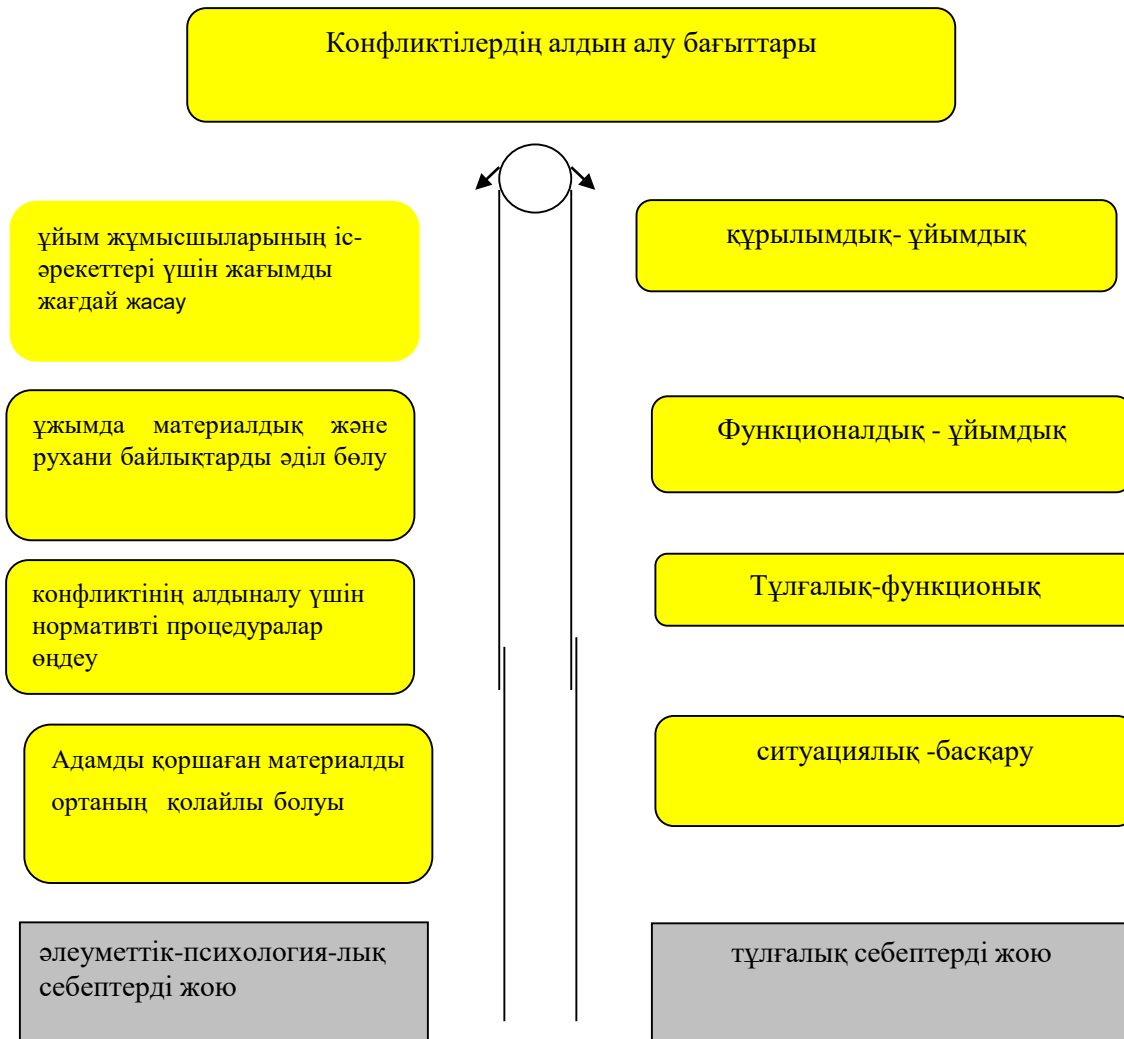 Конфликтілердің алдын алу бағыттары
ұйым жұмысшыларының іс-
әрекеттері үшін жағымды
жағдай жасау
құрылымдық- ұйымдық
ұжымда материалдық және
рухани байлықтарды әділ бөлу
Функционалдық - ұйымдық
конфликтінің алдыналу үшін
нормативті процедуралар
өңдеу
Тұлғалық-функционық
Адамды қоршаған материалды
ортаның қолайлы болуы
ситуациялық -басқару
әлеуметтік-психология-лық
себептерді жою
тұлғалық себептерді жою